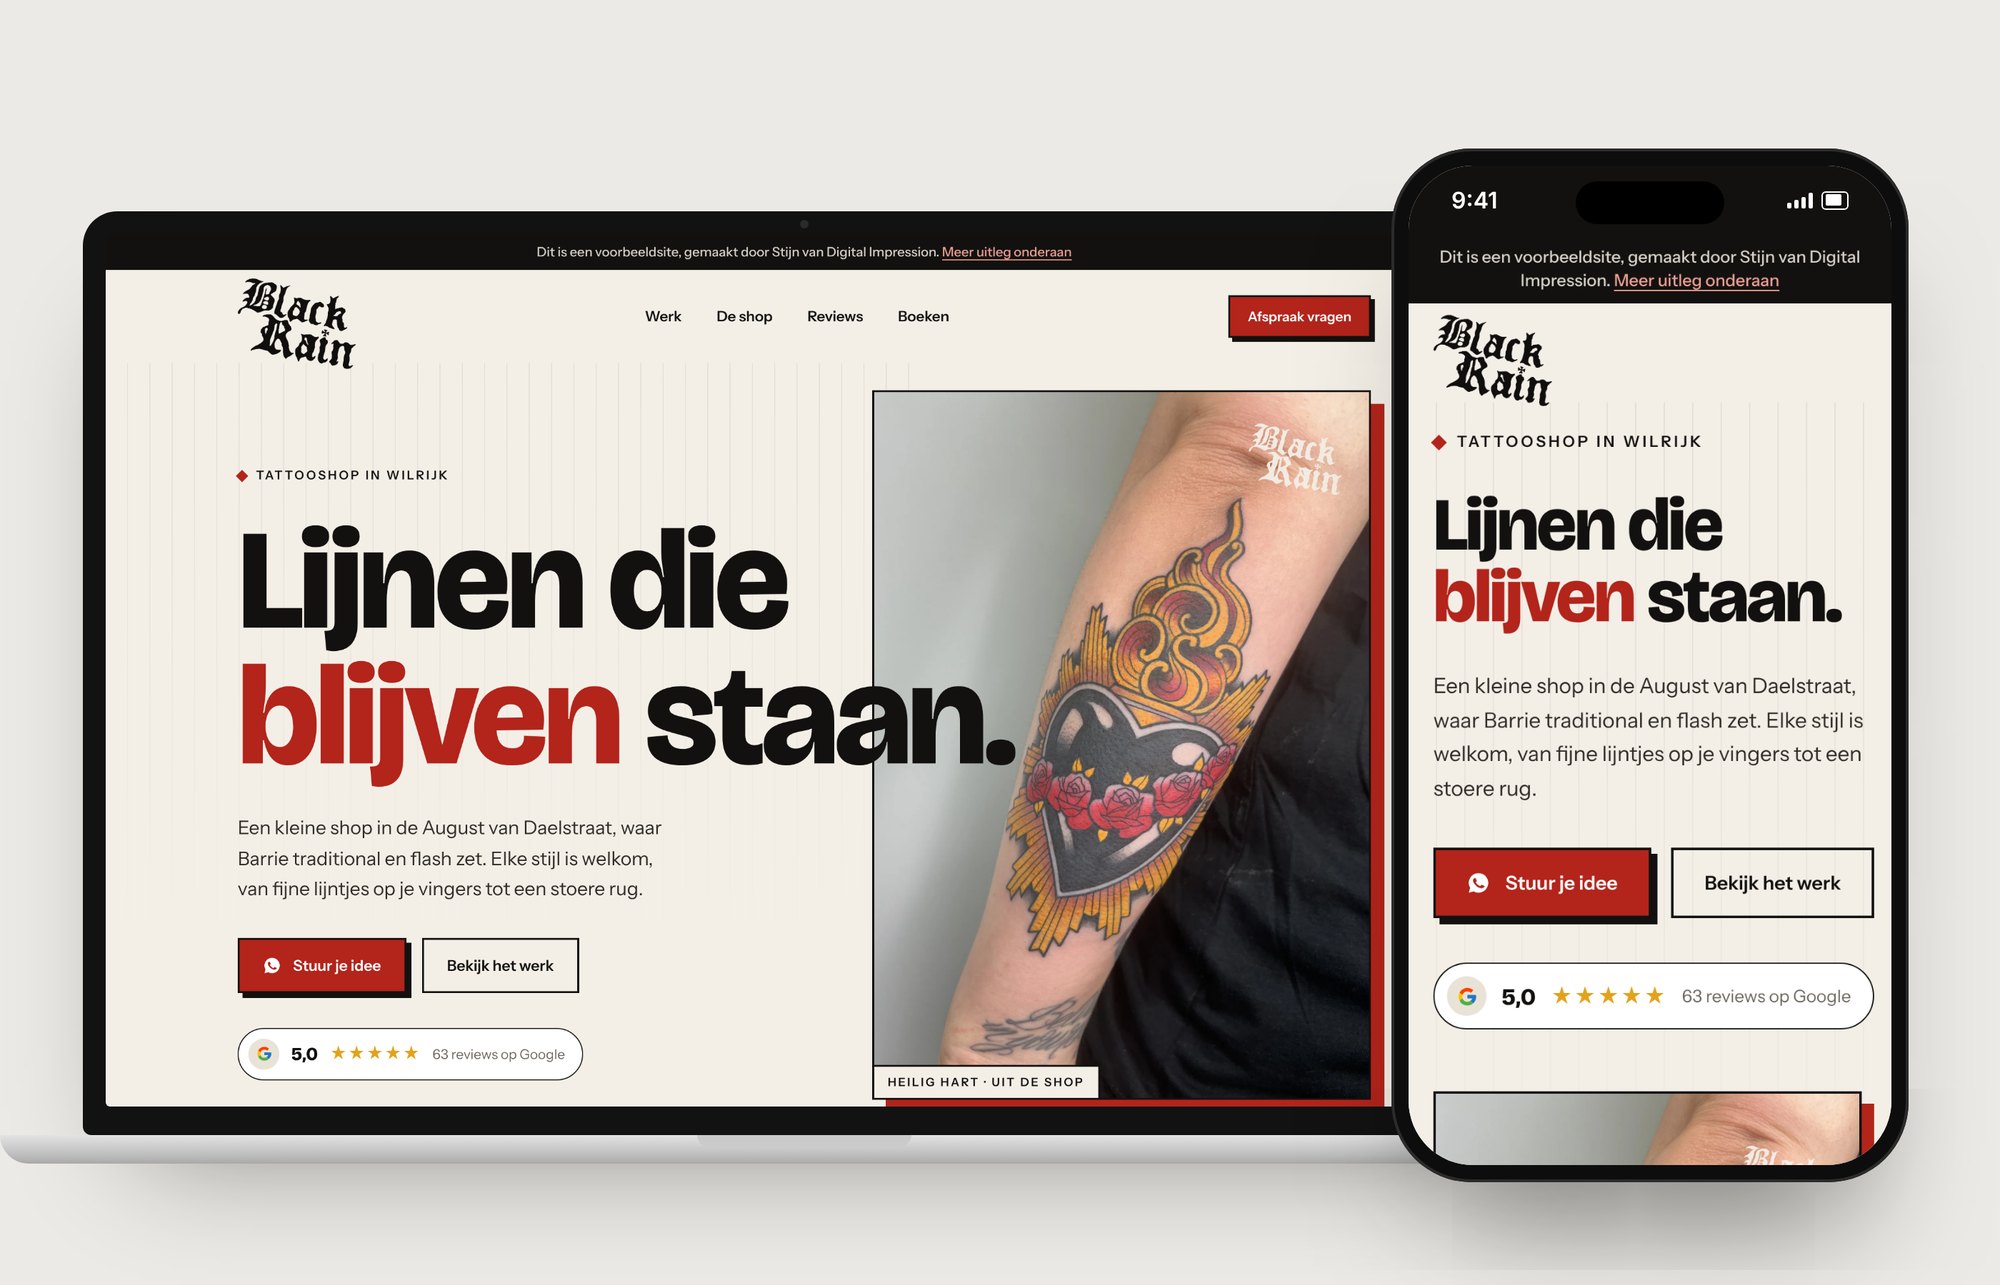 Dit is een voorbeeldsite, gemaakt door Stijn van Digital Impression. Meer uitleg onderaan
Black
Rain
Werk De shop Reviews Boeken
Afspraak vragen
TATTOOSHOP IN WILRIJK
Lijnen die
blijven staan.
Een kleine shop in de August van Daelstraat, waar
Barrie traditional en flash zet. Elke stijl is welkom,
van fijne lijntjes op je vingers tot een stoere rug.
Stuur je idee
Bekijk het werk
G 5,0 ★★★★★ 63 reviews op Google
Black
Rain
HEILIG HART · UIT DE SHOP
9:41
Dit is een voorbeeldsite, gemaakt door Stijn van Digital
Impression. Meer uitleg onderaan
Black
Rain
TATTOOSHOP IN WILRIJK
Lijnen die
blijven staan.
Een kleine shop in de August van Daelstraat,
waar Barrie traditional en flash zet. Elke stijl is
welkom, van fijne lijntjes op je vingers tot een
stoere rug.
Stuur je idee
Bekijk het werk
G 5,0 ★★★★★ 63 reviews op Google
Black